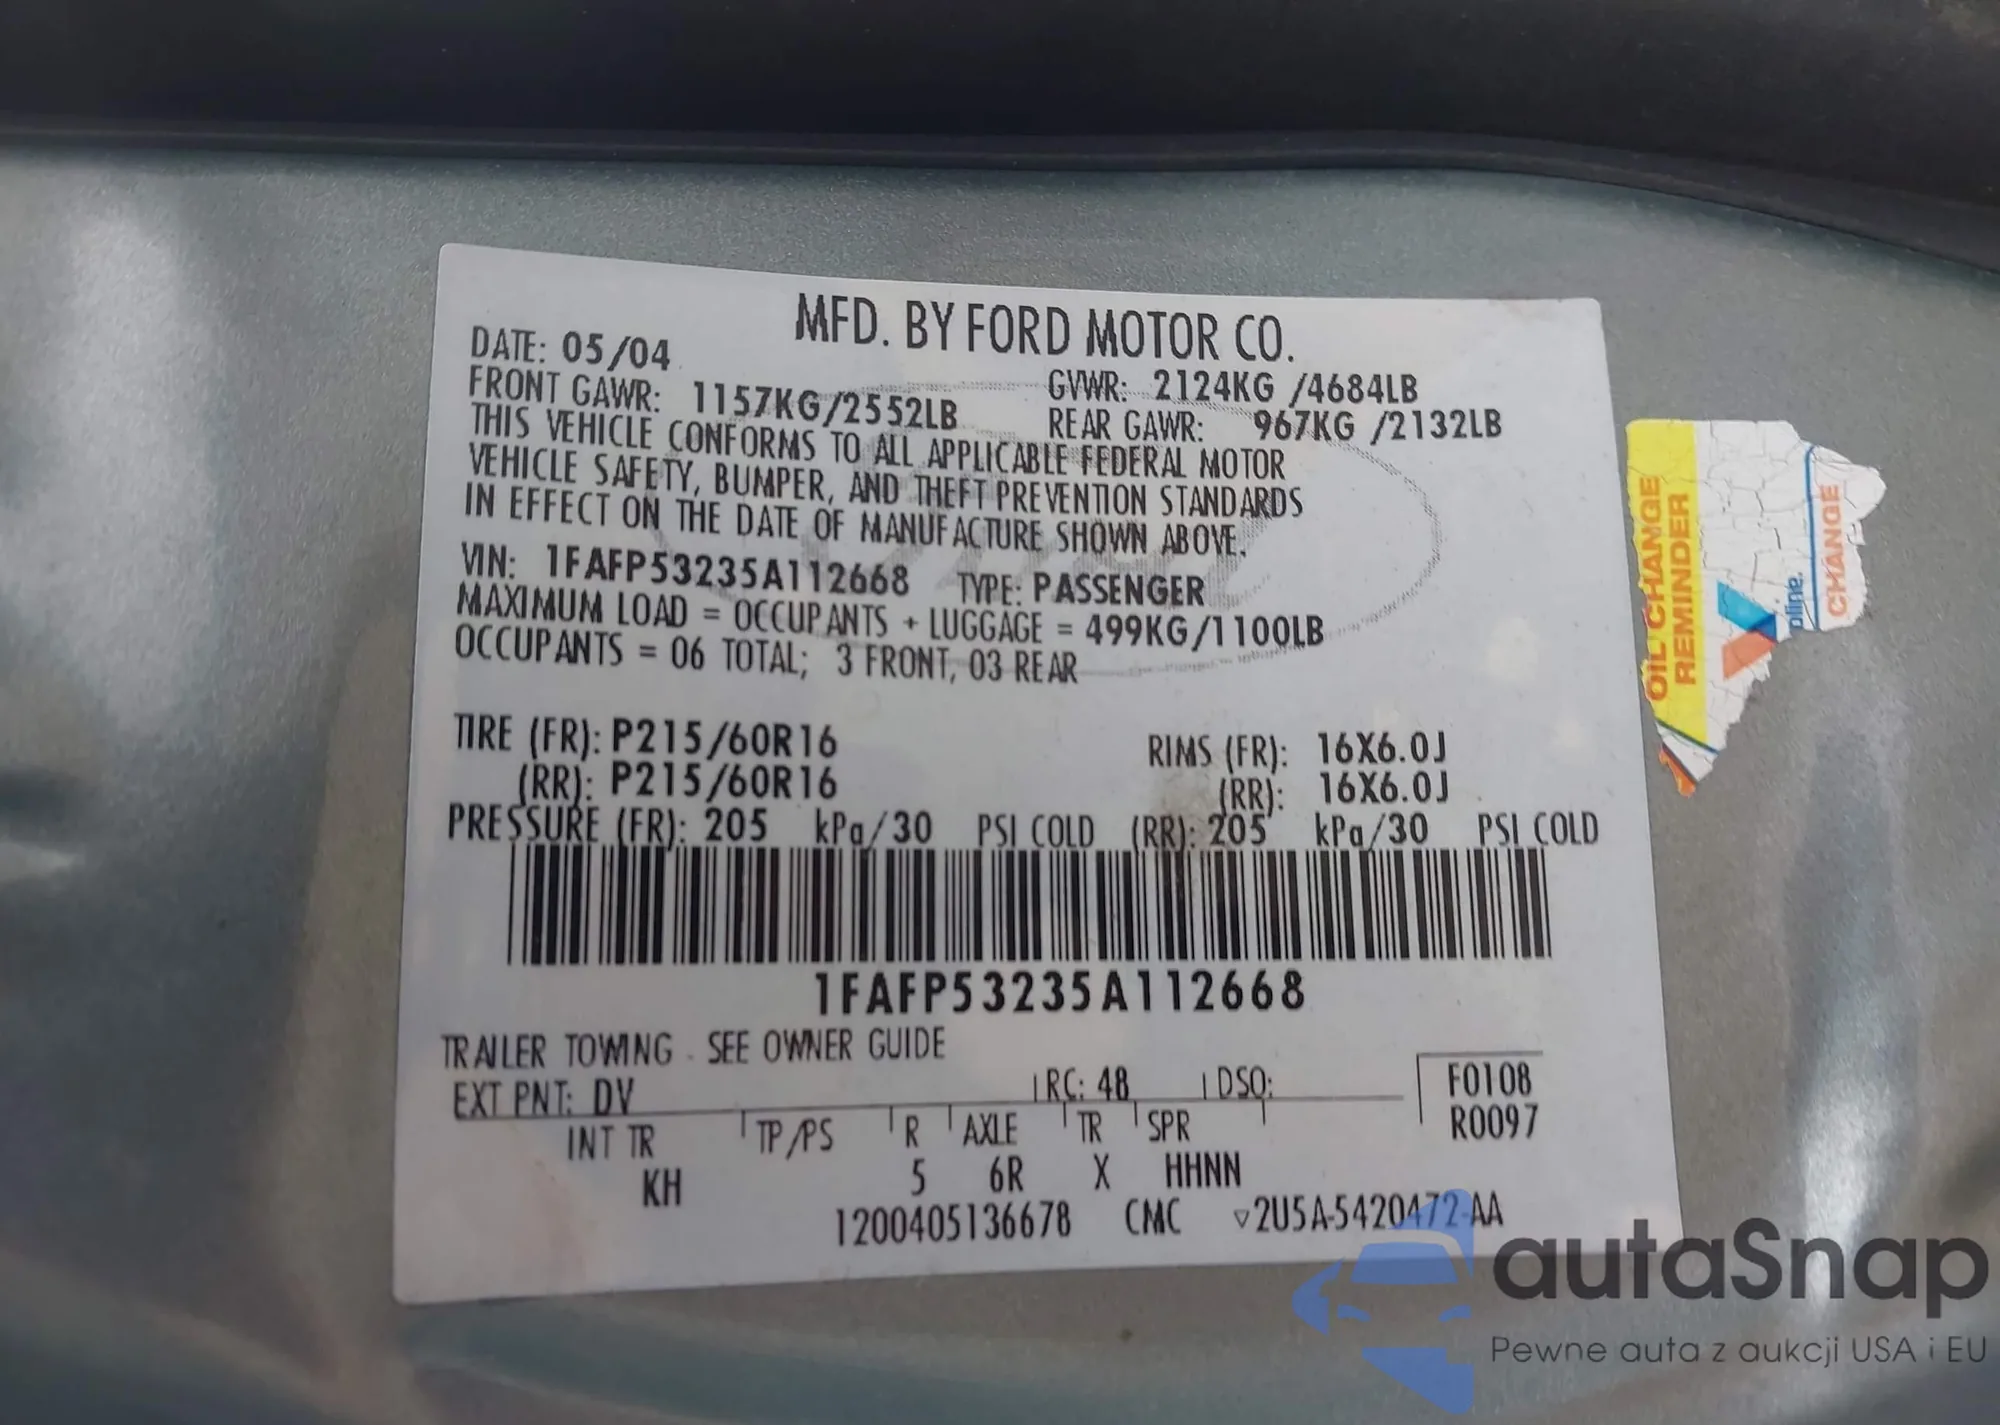 MFD. BY FORD MOTOR CO.
DATE: 05/04
FRONT GAWR: 1157KG/2552LB
GVWR: 2124KG /4684LB
REAR GAWR: 967KG /2132LB
THIS VEHICLE CONFORMS TO ALL APPLICABLE FEDERAL MOTOR
VEHICLE SAFETY, BUMPER, AND THEFT PREVENTION STANDARDS
IN EFFECT ON THE DATE OF MANUFACTURE SHOWN ABOVE.
VIN: 1FAFP53235A112668 TYPE: PASSENGER
MAXIMUM LOAD = OCCUPANTS + LUGGAGE = 499KG/1100LB
OCCUPANTS = 06 TOTAL; 3 FRONT, 03 REAR
TIRE (FR): P215/60R16 RIMS (FR): 16X6.0J
(RR): P215/60R16 (RR): 16X6.0J
PRESSURE (FR): 205 kPa/30 PSI COLD (RR): 205 kPa/30 PSI COLD
1FAFP53235A112668
TRAILER TOWING - SEE OWNER GUIDE
EXT PNT: DV RC: 48 DSO: F0108
R0097
INT TR TP/PS R AXLE TR SPR
KH 5 6R X HHNN
1200405136678 CMC ▿2U5A-5420472-AA
OIL CHANGE
REMINDER
oline.
CHANGE
autaSnap
Pewne auta z aukcji USA i EU